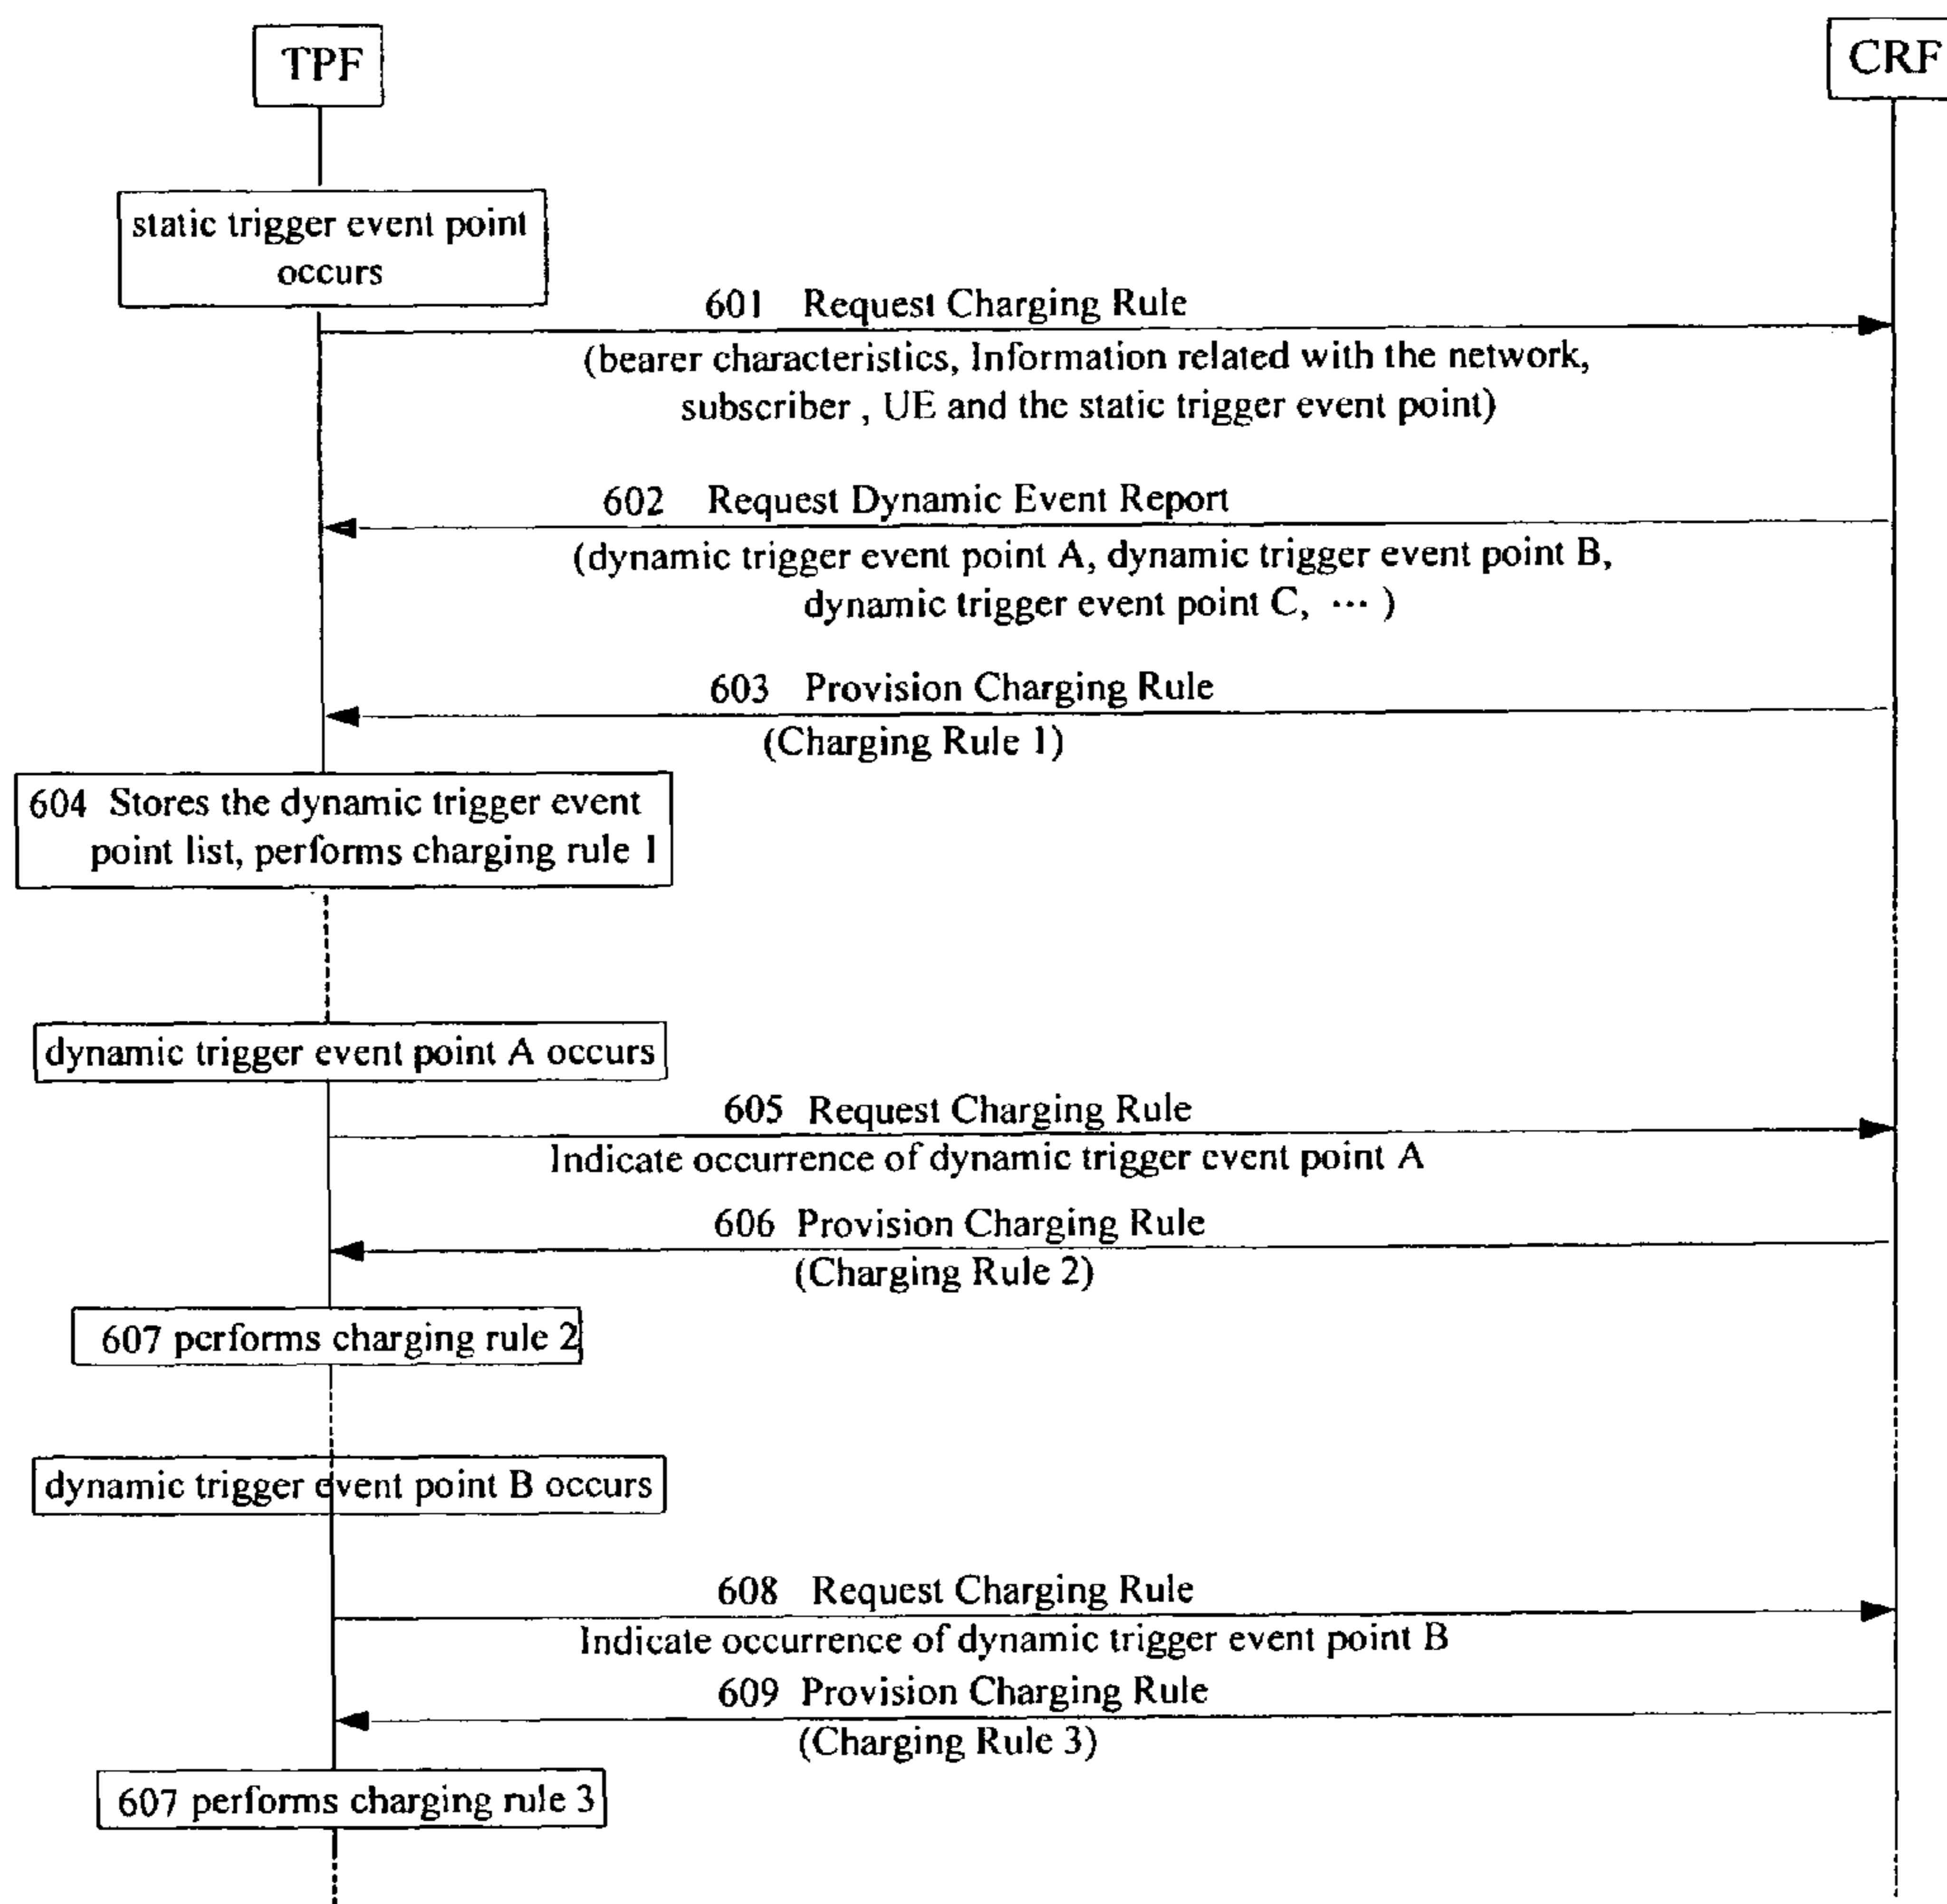 TPF
CRF
static trigger event point
occurs
601 Request Charging Rule
(bearer characteristics, Information related with the network,
subscriber , UE and the static trigger event point)
602 Request Dynamic Event Report
(dynamic trigger event point A, dynamic trigger event point B,
dynamic trigger event point C, ··· )
603 Provision Charging Rule
(Charging Rule 1)
604 Stores the dynamic trigger event
point list, performs charging rule 1
dynamic trigger event point A occurs
605 Request Charging Rule
Indicate occurrence of dynamic trigger event point A
606 Provision Charging Rule
(Charging Rule 2)
607 performs charging rule 2
dynamic trigger event point B occurs
608 Request Charging Rule
Indicate occurrence of dynamic trigger event point B
609 Provision Charging Rule
(Charging Rule 3)
607 performs charging rule 3